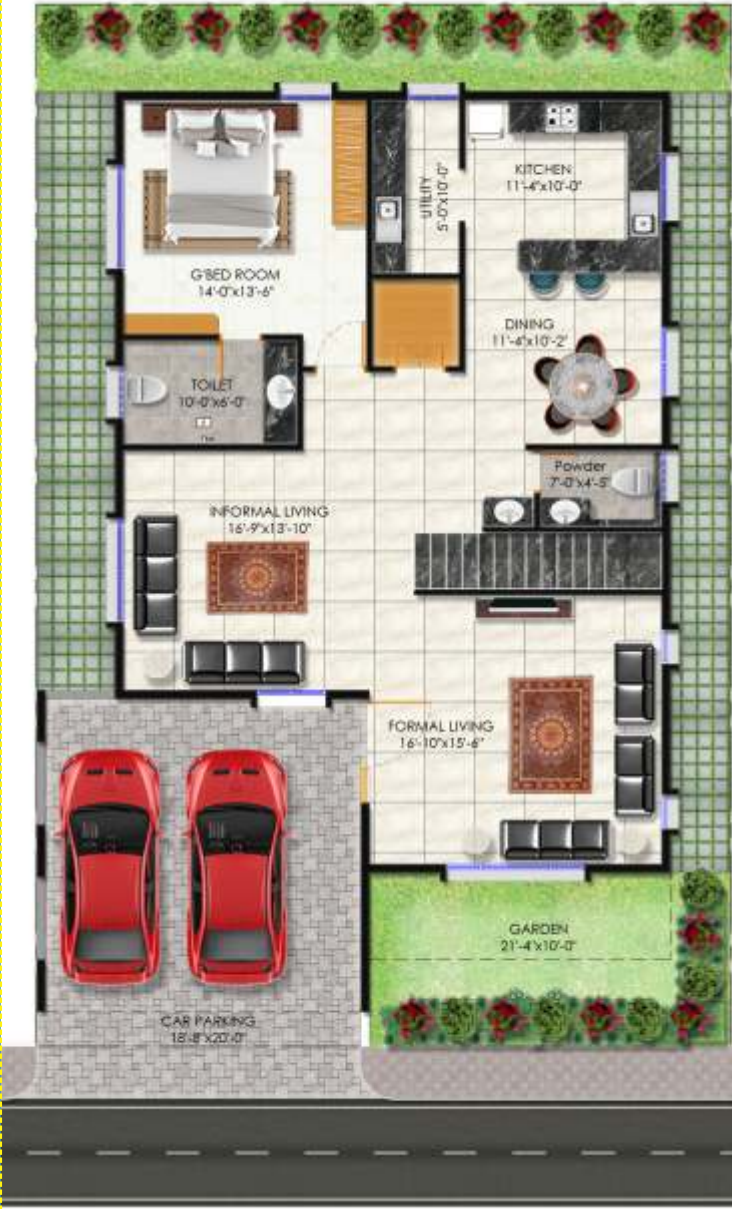 KITCHEN
11'-4"x10'-0"
UTILITY
5'-0"x10'-0"
G'BED ROOM
14'-0"x13'-6"
DINING
11'-4"x10'-2"
TOILET
10'-0"x6'-0"
Powder
7'-0"x4'-5"
INFORMAL LIVING
16'-9"x13'-10"
FORMAL LIVING
16'-10"x15'-6"
GARDEN
21'-4"x10'-0"
CAR PARKING
18'-8"x20'-0"